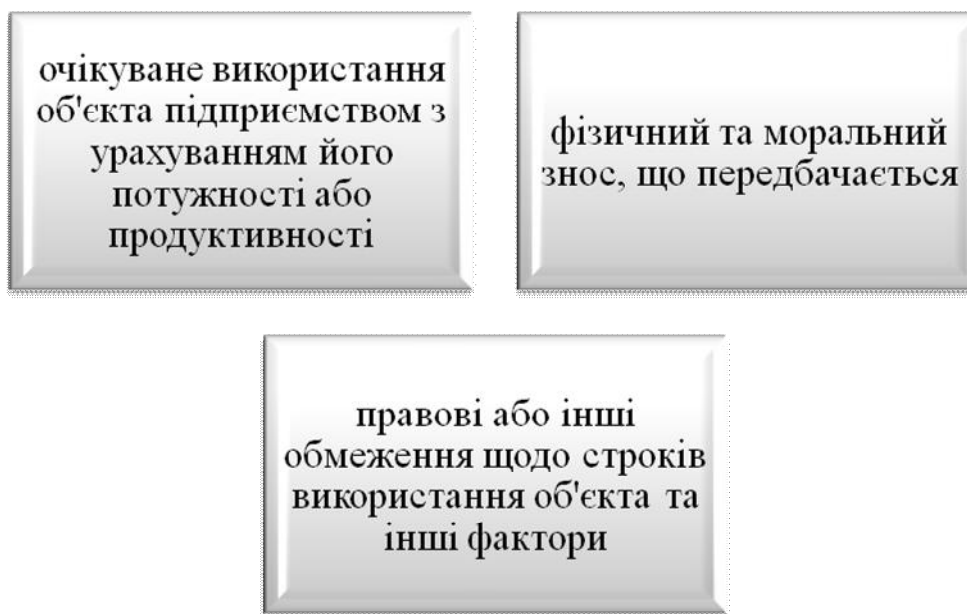 очікуване використання
об'єкта підприємством з
урахуванням його
потужності або
продуктивності
фізичний та моральний
знос, що передбачається
правові або інші
обмеження щодо строків
використання об'єкта та
інші фактори